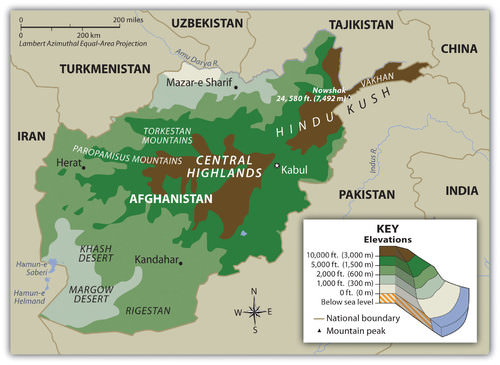 0 200 miles
0 200 km
Lambert Azimuthal Equal-Area Projection
UZBEKISTAN
TAJIKISTAN
CHINA
Amu Darya R.
TURKMENISTAN
Mazar-e Sharif
WAKHAN
Nowshak
24,580 ft. (7,492 m)
HINDU KUSH
IRAN
TORKESTAN
MOUNTAINS
PAROPAMISUS MOUNTAINS
Herat
CENTRAL
HIGHLANDS
Kabul
Indus R.
AFGHANISTAN
PAKISTAN
INDIA
KHASH
DESERT
Kandahar
Hamun-e
Saberi
Hamun-e
Helmand
MARGOW
DESERT
RIGESTAN
N
W E
S
KEY
Elevations
10,000 ft. (3,000 m)
5,000 ft. (1,500 m)
2,000 ft. (600 m)
1,000 ft. (300 m)
0 ft. (0 m)
Below sea level
National boundary
Mountain peak